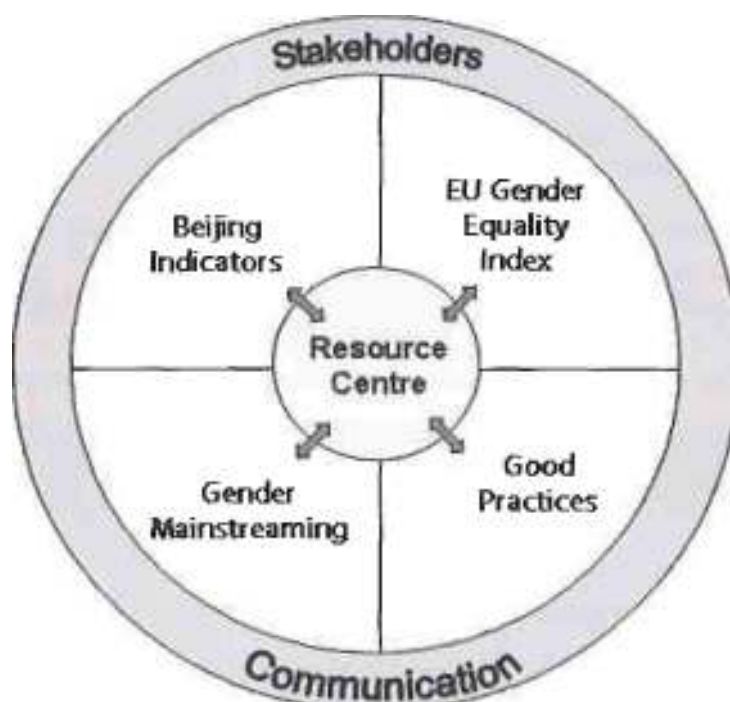 Stakeholders
Beijing
Indicators
EU Gender
Equality
Index
Resource
Centre
Gender
Mainstreaming
Good
Practices
Communication